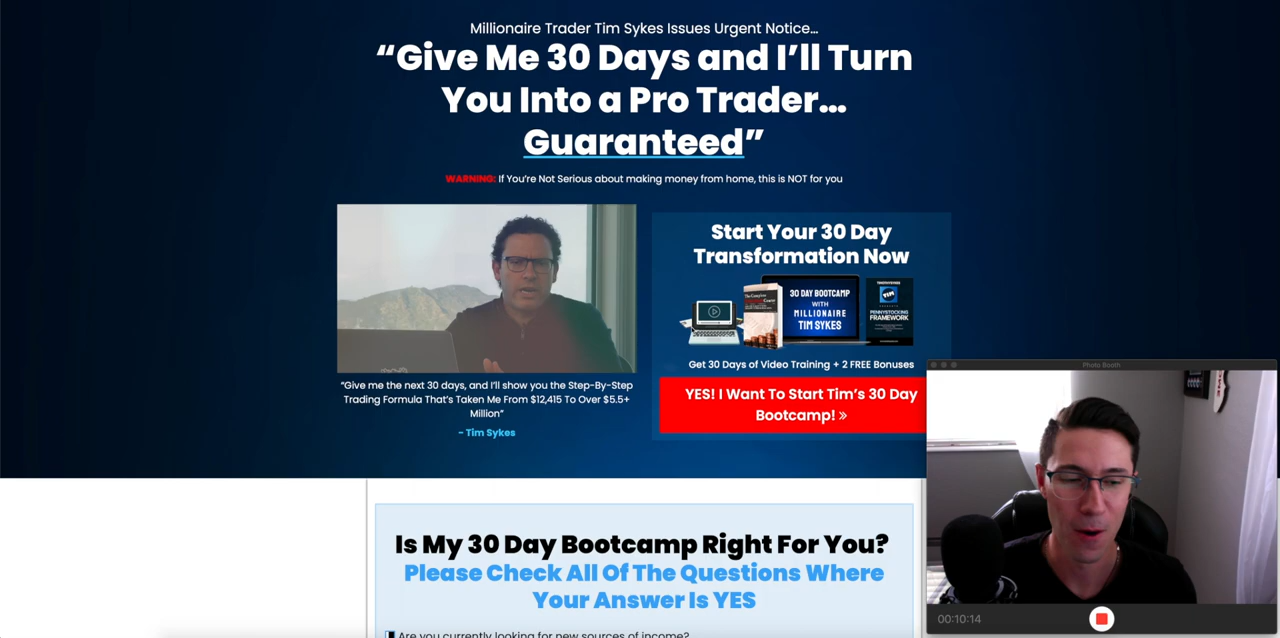 Millionaire Trader Tim Sykes Issues Urgent Notice...
“Give Me 30 Days and I’ll Turn
You Into a Pro Trader...
Guaranteed”
WARNING: If You’re Not Serious about making money from home, this is NOT for you
Start Your 30 Day
Transformation Now
The Complete
30 DAY BOOTCAMP
WITH
MILLIONAIRE
TIM SYKES
TIM
PENNYSTOCKING
FRAMEWORK
Get 30 Days of Video Training + 2 FREE Bonuses
YES! I Want To Start Tim’s 30 Day
Bootcamp! »
“Give me the next 30 days, and I’ll show you the Step-By-Step
Trading Formula That’s Taken Me From $12,415 To Over $5.5+
Million”
- Tim Sykes
Photo Booth
00:10:14
Is My 30 Day Bootcamp Right For You?
Please Check All Of The Questions Where
Your Answer Is YES
Are you currently looking for new sources of income?